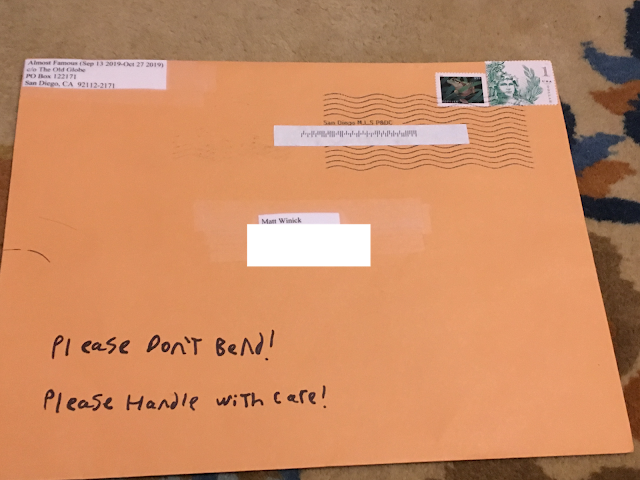 Almost Famous (Sep 13 2019-Oct 27 2019)
c/o The Old Globe
PO Box 122171
San Diego, CA 92112-2171
San Diego M.L.S P&DC
Matt Winick
Please Don't Bend!
Please Handle with care!